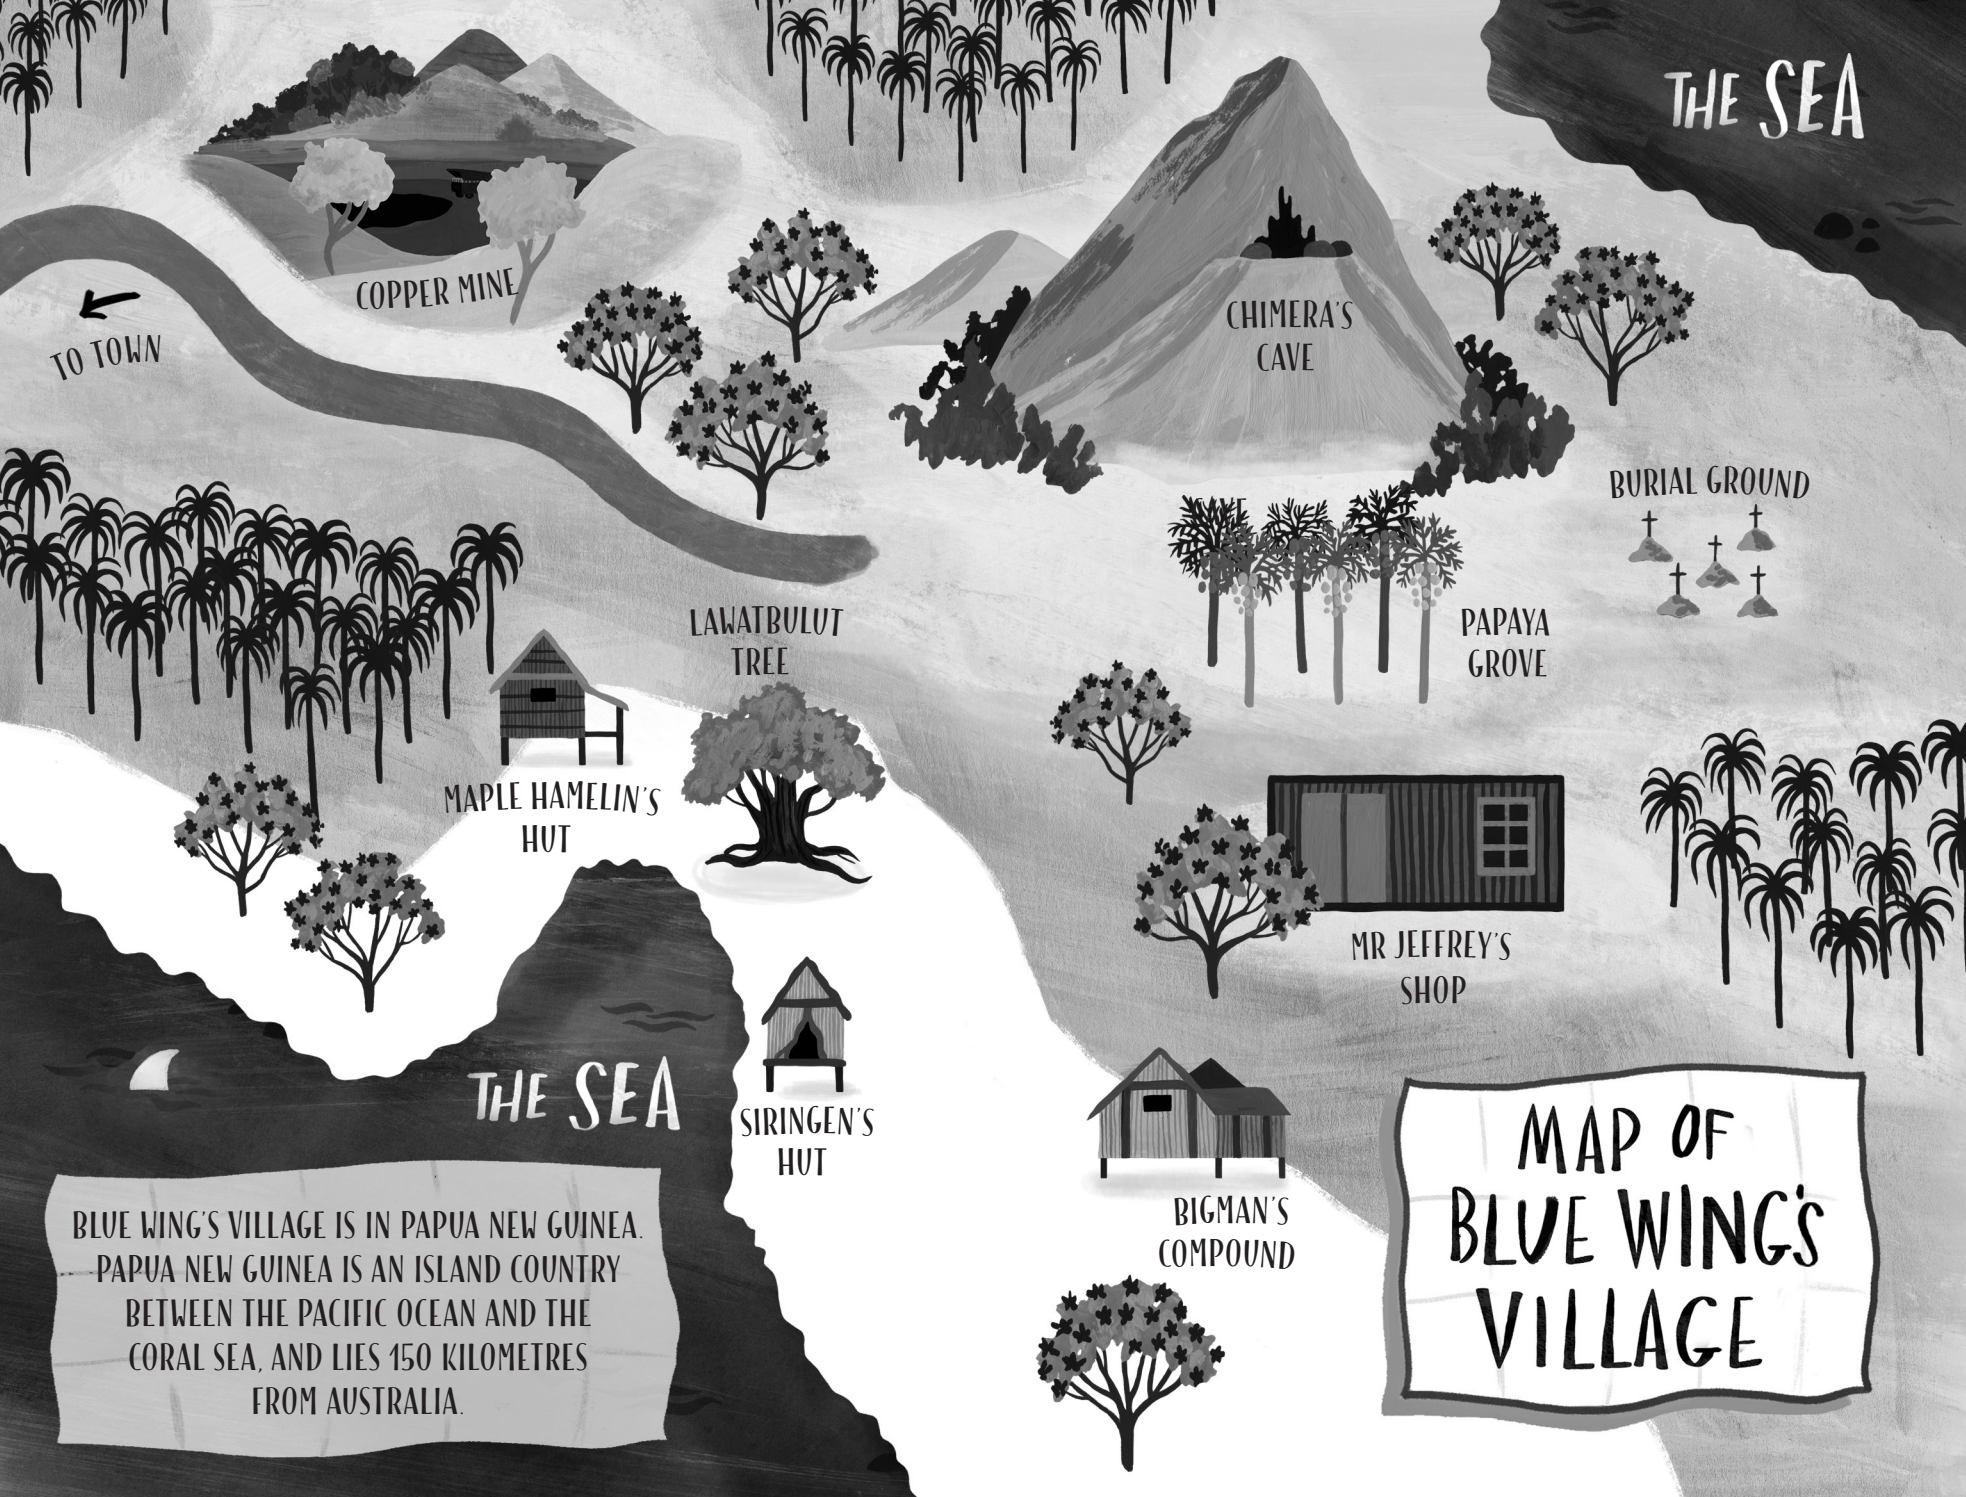 THE SEA
COPPER MINE
TO TOWN
CHIMERA'S
CAVE
BURIAL GROUND
LAWATBULUT
TREE
PAPAYA
GROVE
MAPLE HAMELIN'S
HUT
MR JEFFREY'S
SHOP
THE SEA
SIRINGEN'S
HUT
BIGMAN'S
COMPOUND
MAP OF
BLUE WING'S
VILLAGE
BLUE WING'S VILLAGE IS IN PAPUA NEW GUINEA.
PAPUA NEW GUINEA IS AN ISLAND COUNTRY
BETWEEN THE PACIFIC OCEAN AND THE
CORAL SEA, AND LIES 150 KILOMETRES
FROM AUSTRALIA.